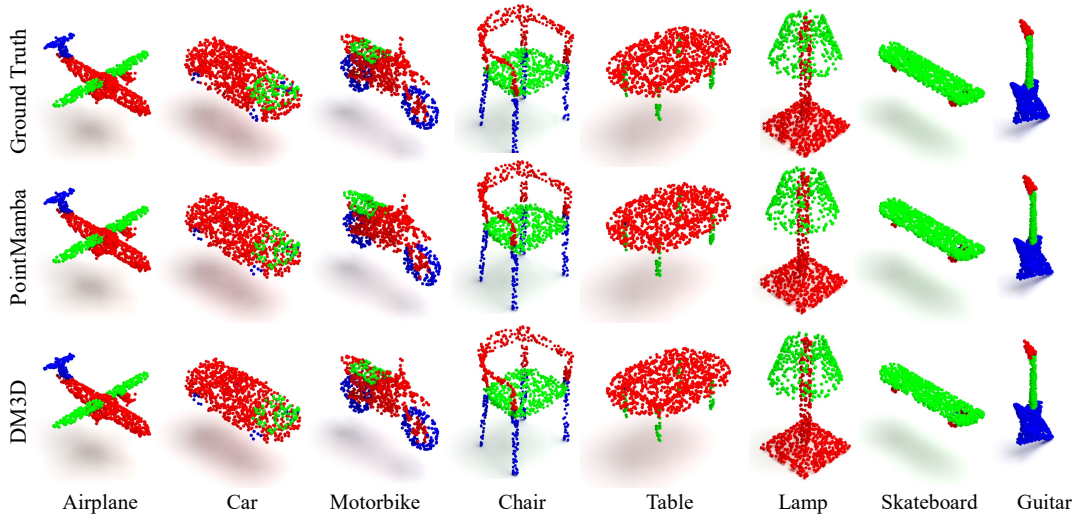 Ground Truth
PointMamba
DM3D
Airplane Car Motorbike Chair Table Lamp Skateboard Guitar